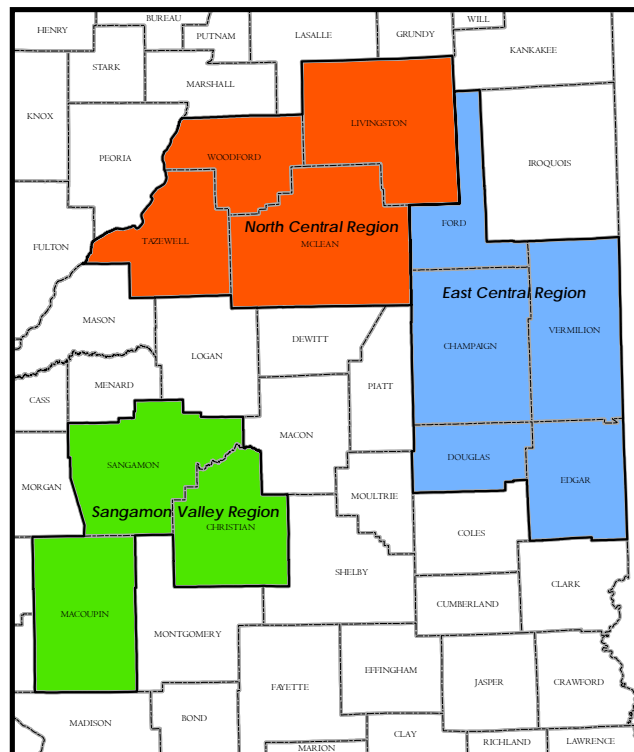 BUREAU
WILL
HENRY
PUTNAM
LASALLE
GRUNDY
KANKAKEE
STARK
MARSHALL
KNOX
LIVINGSTON
WOODFORD
PEORIA
IROQUOIS
North Central Region
FORD
TAZEWELL
MCLEAN
FULTON
East Central Region
MASON
VERMILION
DEWITT
CHAMPAIGN
LOGAN
MENARD
PIATT
CASS
MACON
DOUGLAS
SANGAMON
MOULTRIE
EDGAR
MORGAN
Sangamon Valley Region
CHRISTIAN
COLES
CLARK
SHELBY
CUMBERLAND
MACOUPIN
MONTGOMERY
EFFINGHAM
JASPER
CRAWFORD
FAYETTE
BOND
MADISON
CLAY
RICHLAND
LAWRENCE
MARION